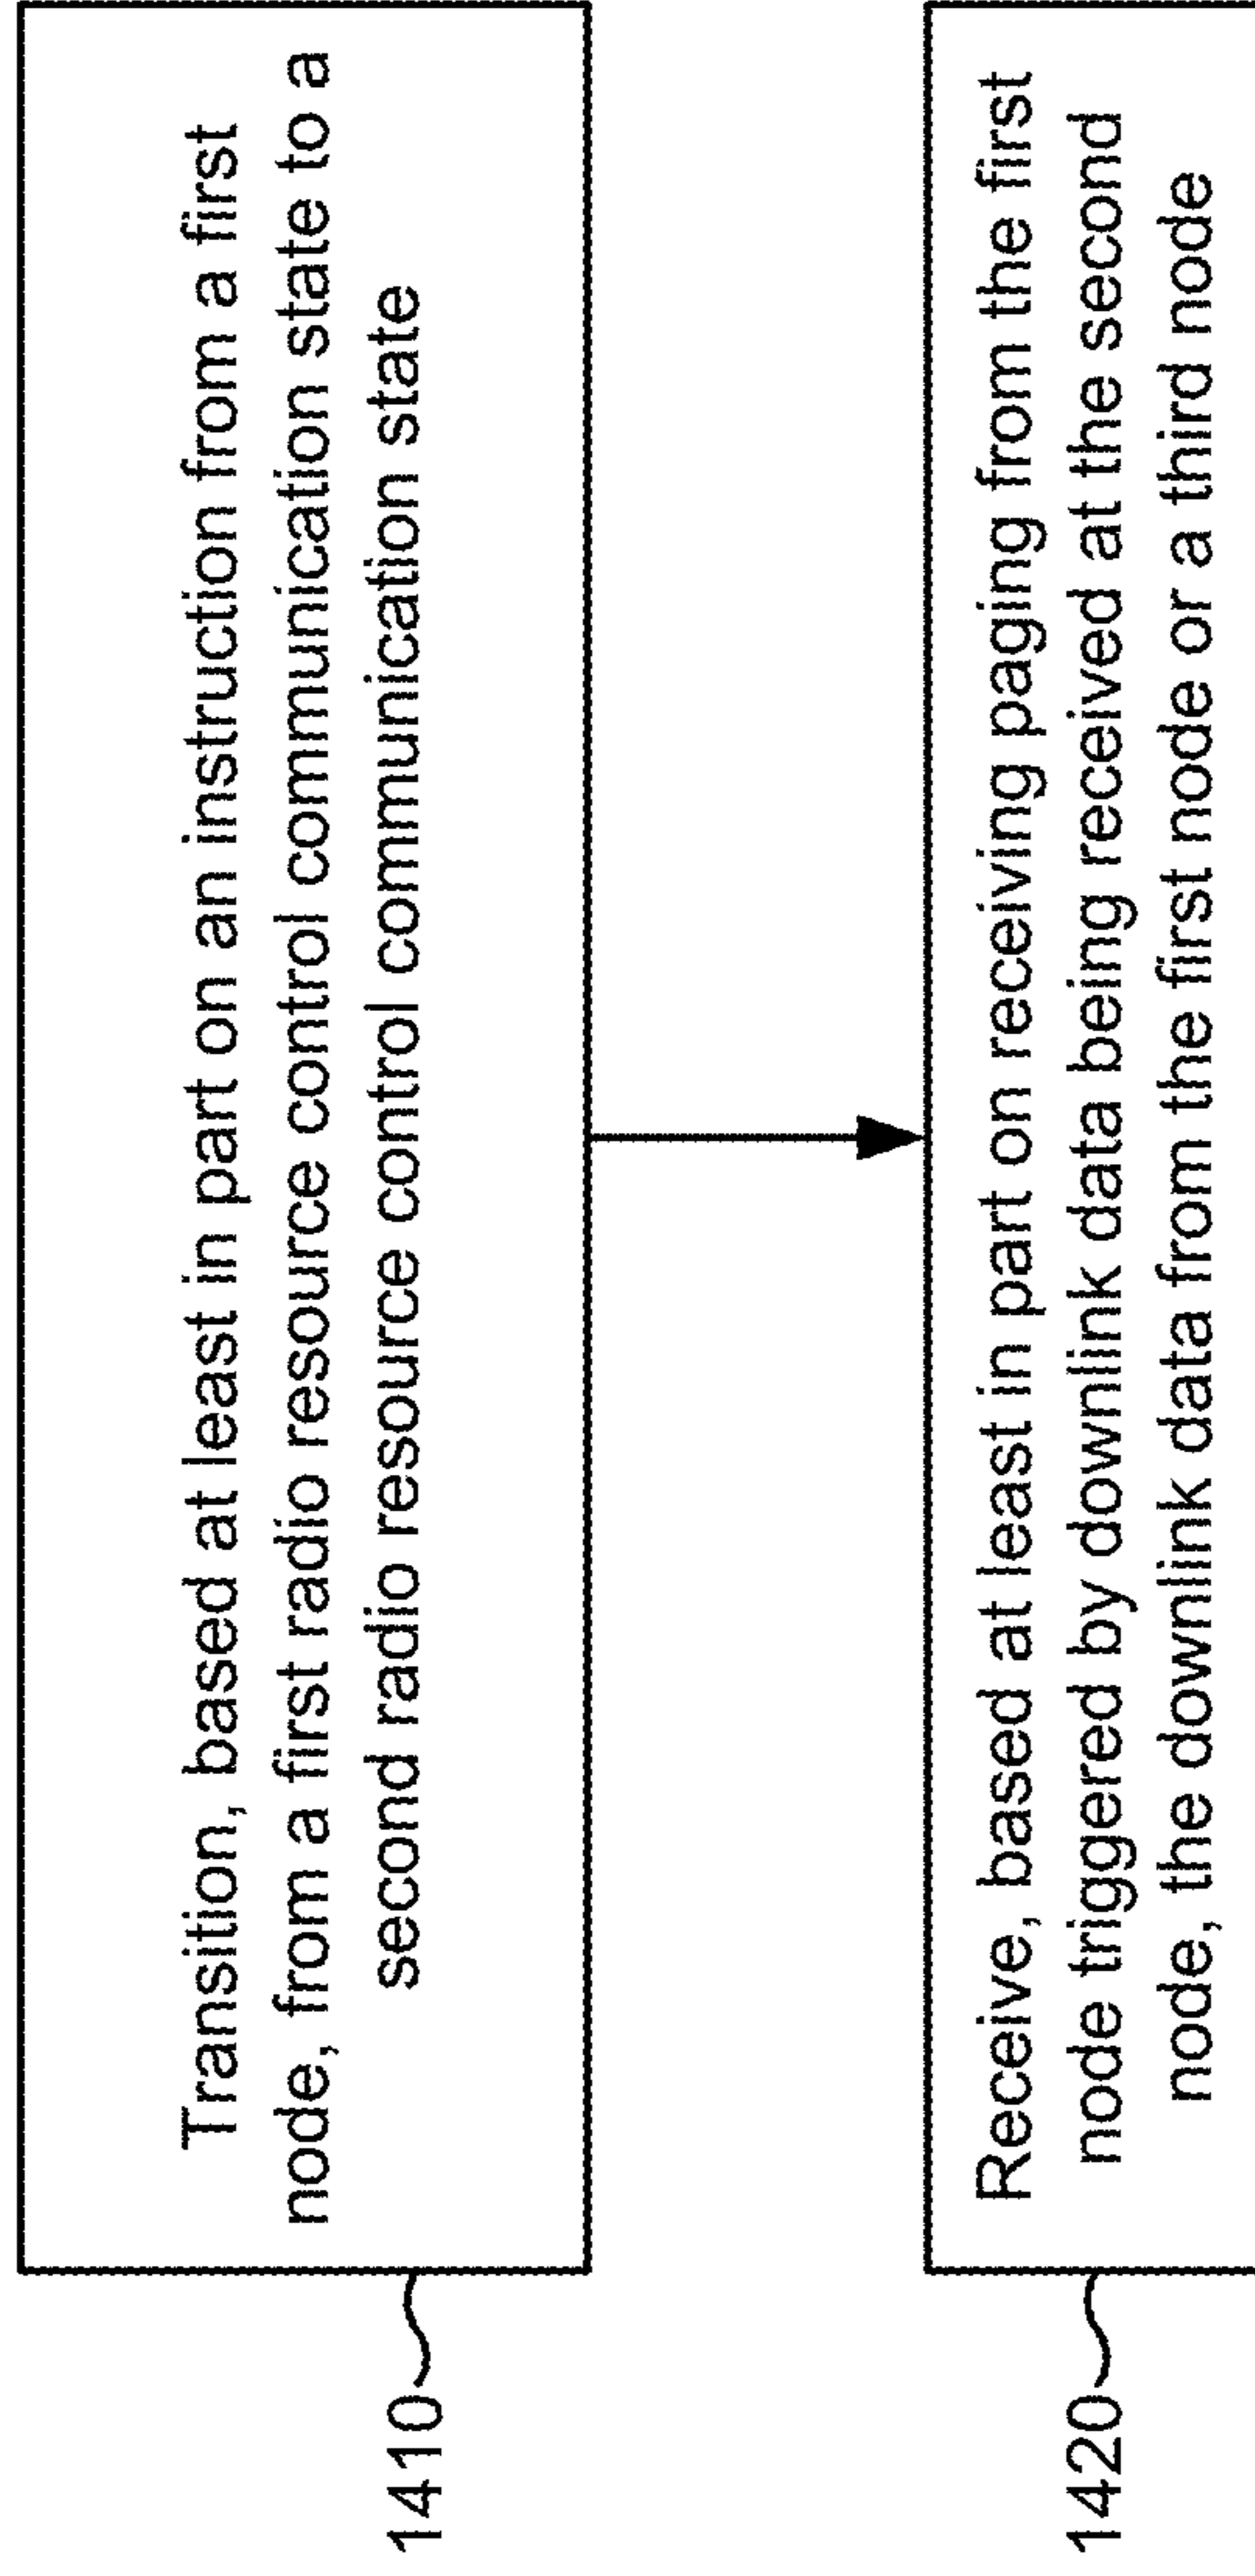 1410
Transition, based at least in part on an instruction from a first
node, from a first radio resource control communication state to a
second radio resource control communication state
1420
Receive, based at least in part on receiving paging from the first
node triggered by downlink data being received at the second
node, the downlink data from the first node or a third node